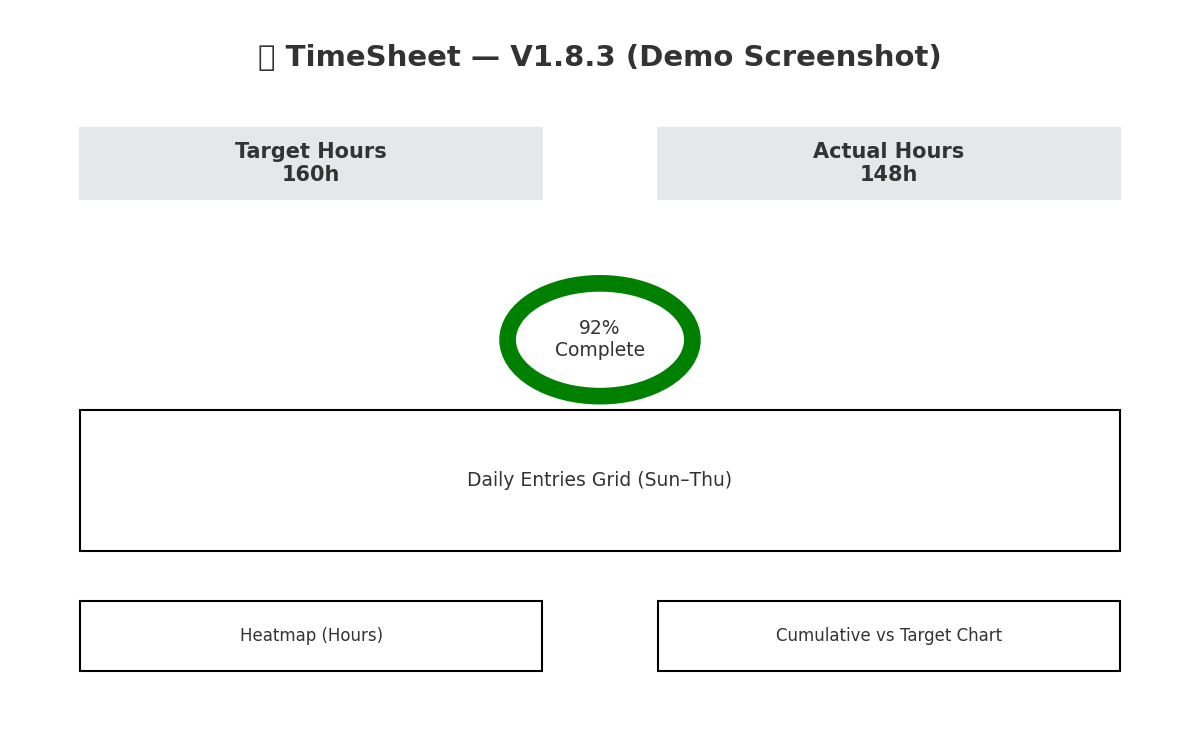 TimeSheet — V1.8.3 (Demo Screenshot)
Target Hours
160h
Actual Hours
148h
92%
Complete
Daily Entries Grid (Sun–Thu)
Heatmap (Hours)
Cumulative vs Target Chart